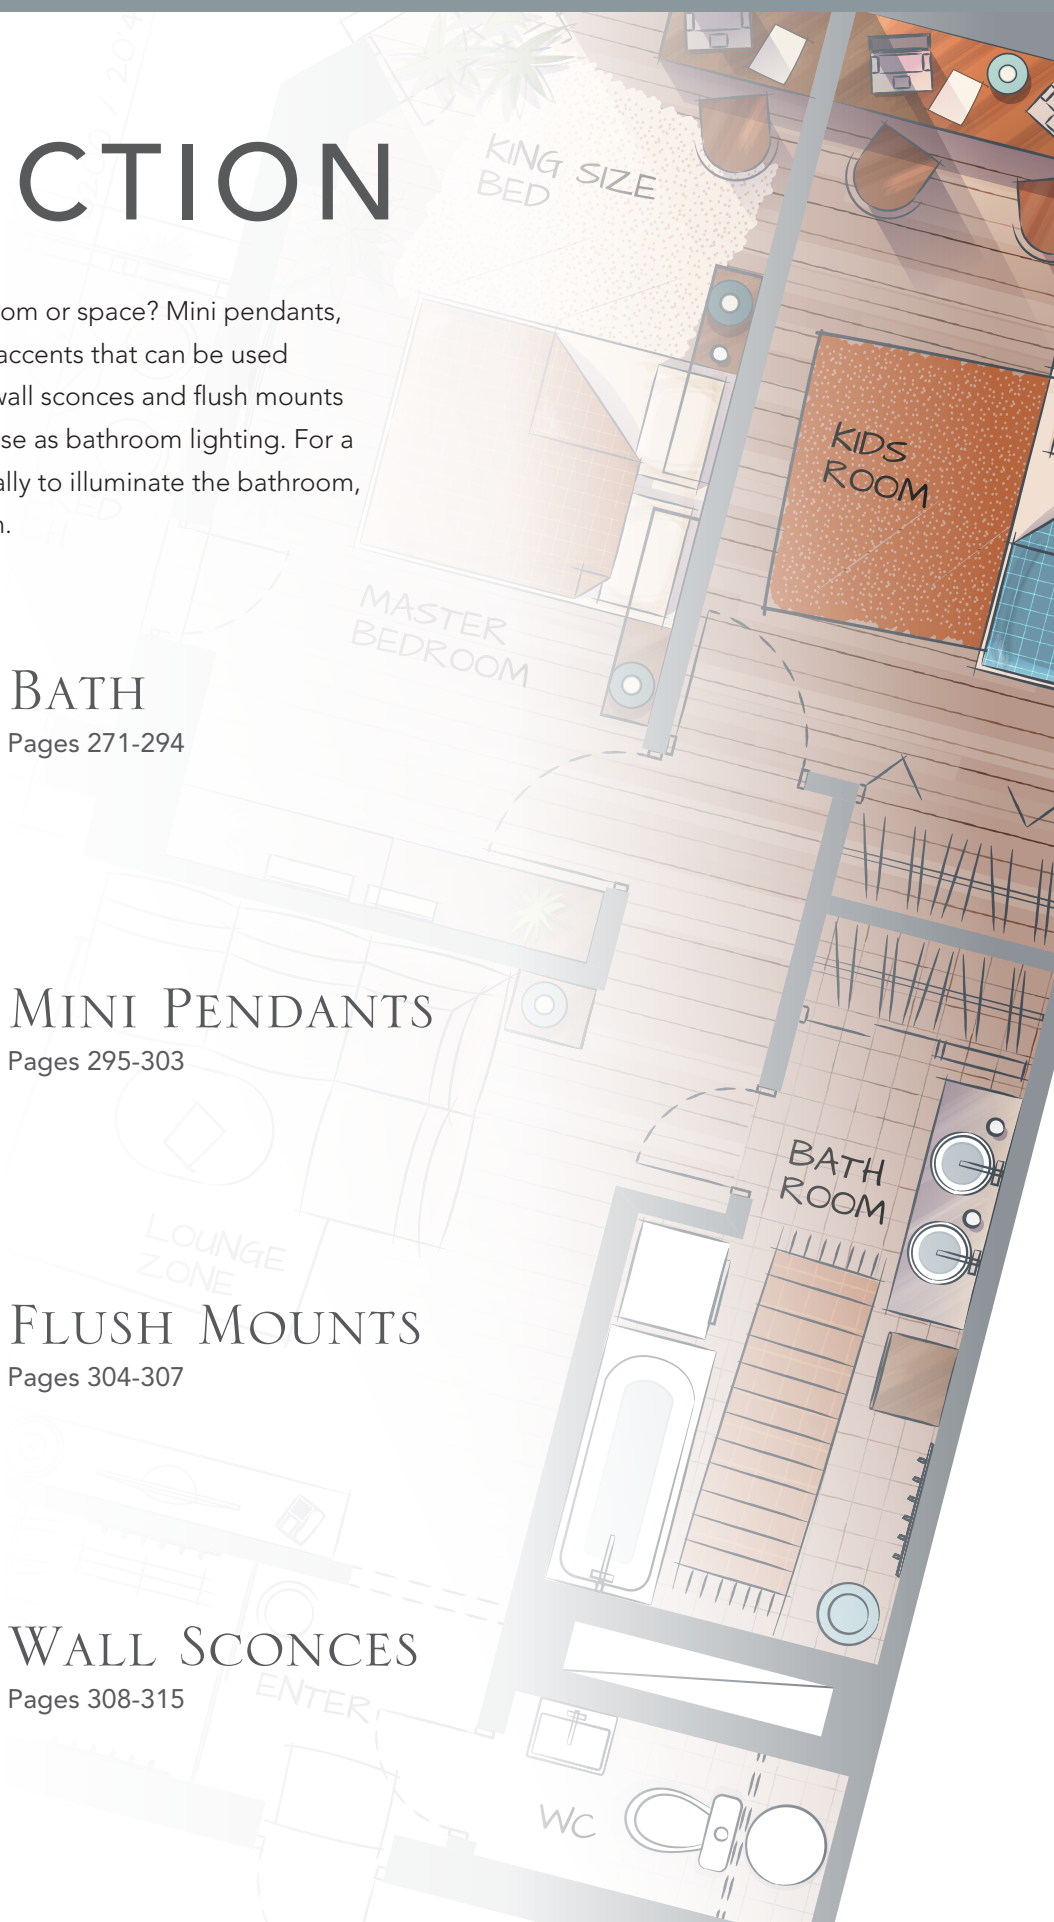 CTION
om or space? Mini pendants,
accents that can be used
wall sconces and flush mounts
se as bathroom lighting. For a
ally to illuminate the bathroom,
n.
BATH
Pages 271-294
MINI PENDANTS
Pages 295-303
FLUSH MOUNTS
Pages 304-307
WALL SCONCES
Pages 308-315
KING SIZE
BED
KIDS
ROOM
MASTER
BEDROOM
BATH
ROOM
LOUNGE
ZONE
ENTER
WC